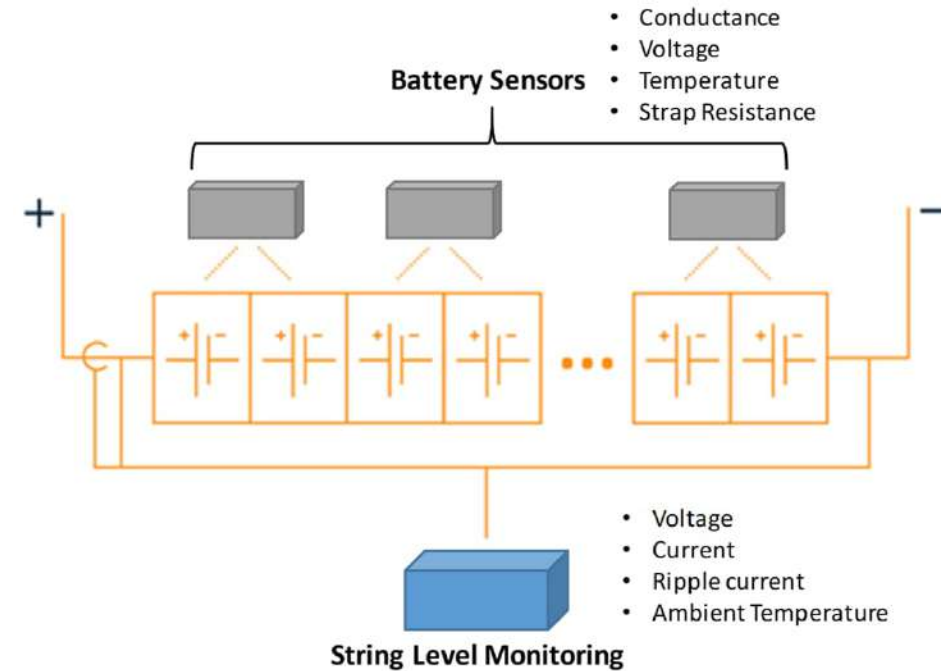 • Conductance
• Voltage
• Temperature
• Strap Resistance
Battery Sensors
+ −
+ - + - + - + - + - + -
• Voltage
• Current
• Ripple current
• Ambient Temperature
String Level Monitoring